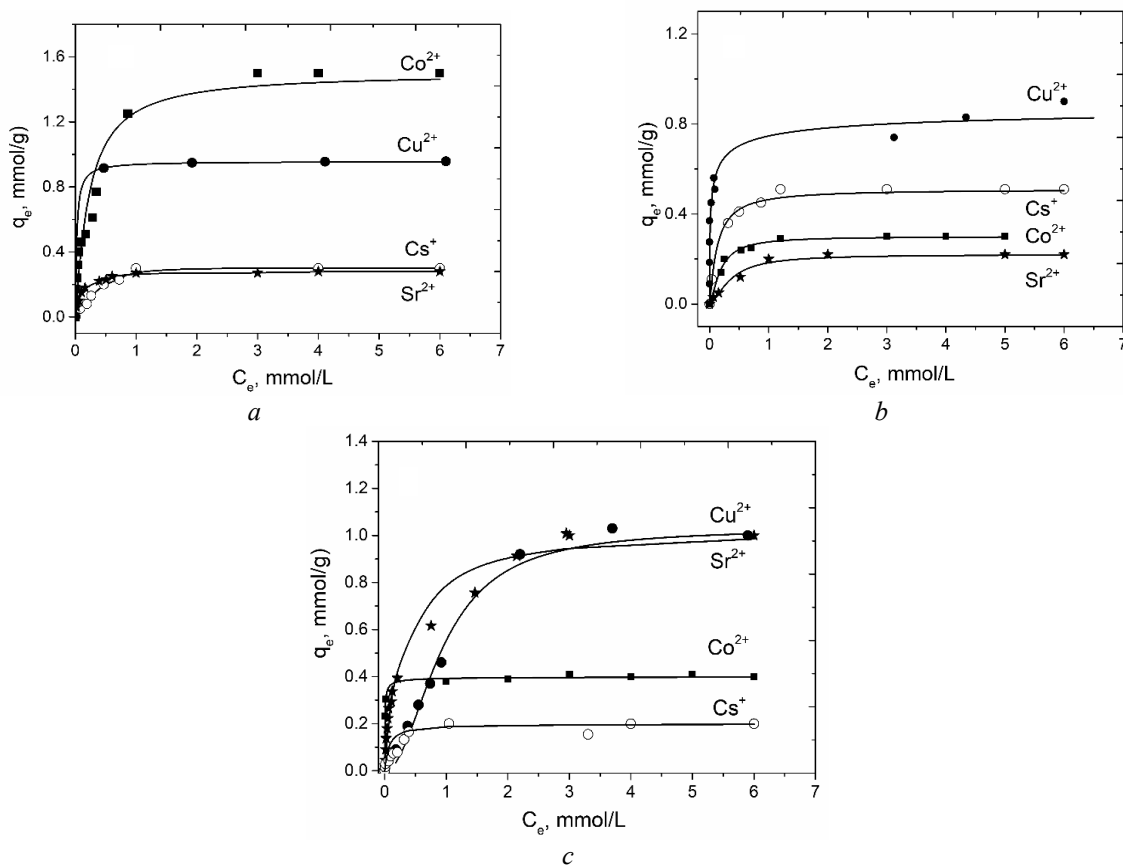 1.6
1.2
0.8
0.4
0.0
qₑ, mmol/g
Co²⁺
Cu²⁺
Cs⁺
Sr²⁺
0 1 2 3 4 5 6 7
Cₑ, mmol/L
a
1.2
0.8
0.4
0.0
qₑ, mmol/g
Cu²⁺
Cs⁺
Co²⁺
Sr²⁺
0 1 2 3 4 5 6 7
Cₑ, mmol/L
b
1.4
1.2
1.0
0.8
0.6
0.4
0.2
0.0
qₑ, mmol/g
Cu²⁺
Sr²⁺
Co²⁺
Cs⁺
0 1 2 3 4 5 6 7
Cₑ, mmol/L
c